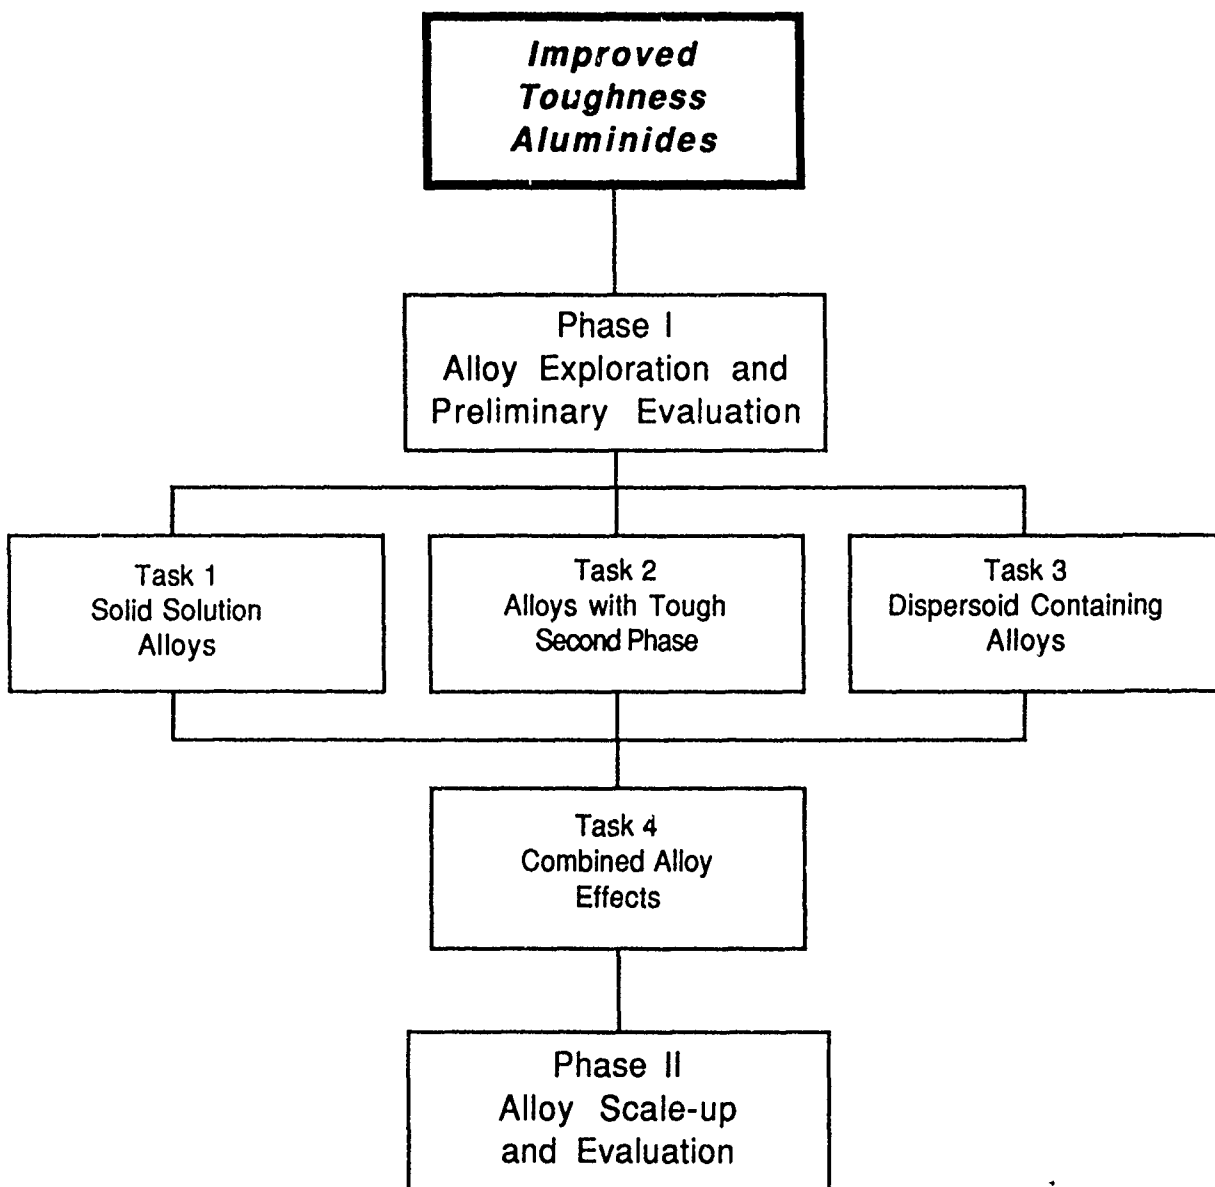 Improved
Toughness
Aluminides
Phase I
Alloy Exploration and
Preliminary Evaluation
Task 1
Solid Solution
Alloys
Task 2
Alloys with Tough
Second Phase
Task 3
Dispersoid Containing
Alloys
Task 4
Combined Alloy
Effects
Phase II
Alloy Scale-up
and Evaluation